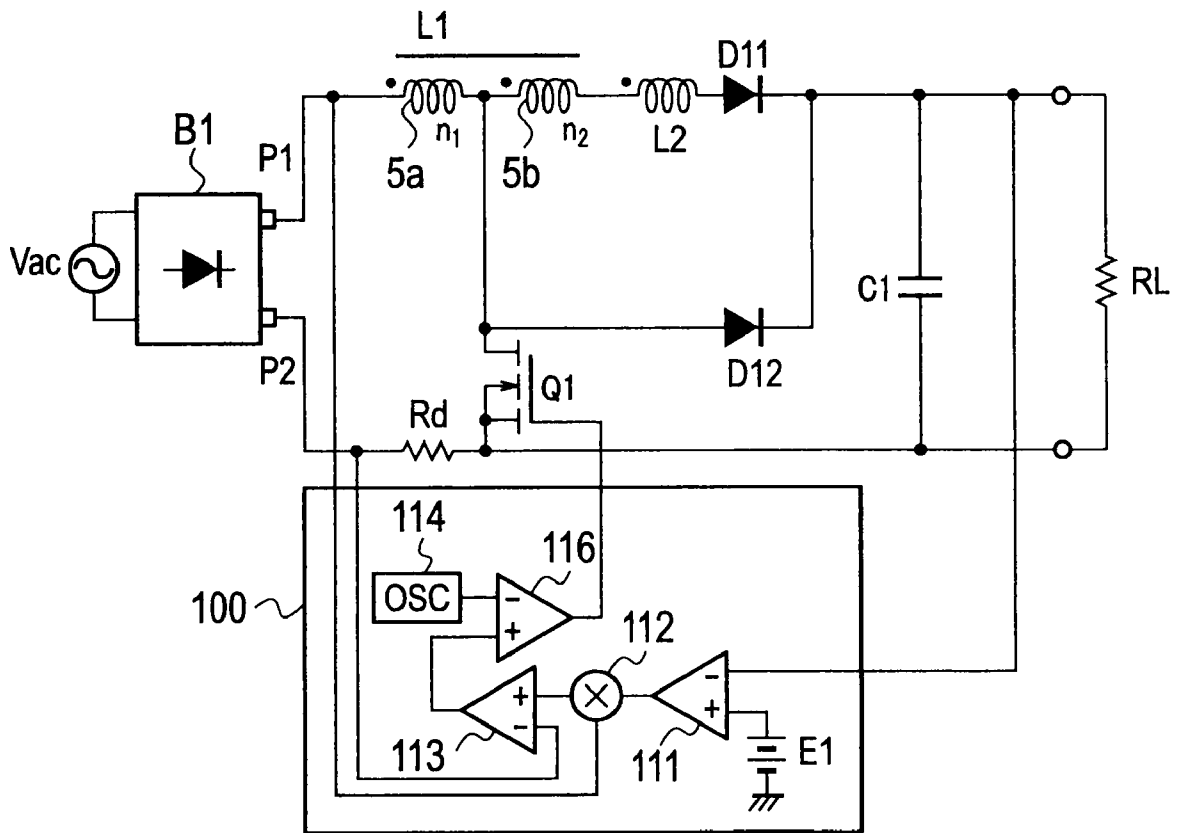 L1
D11
B1
P1
n1
n2
L2
5a
5b
Vac
C1
RL
P2
D12
Q1
Rd
114
116
100
OSC
-
+
112
+
-
×
-
+
113
111
E1